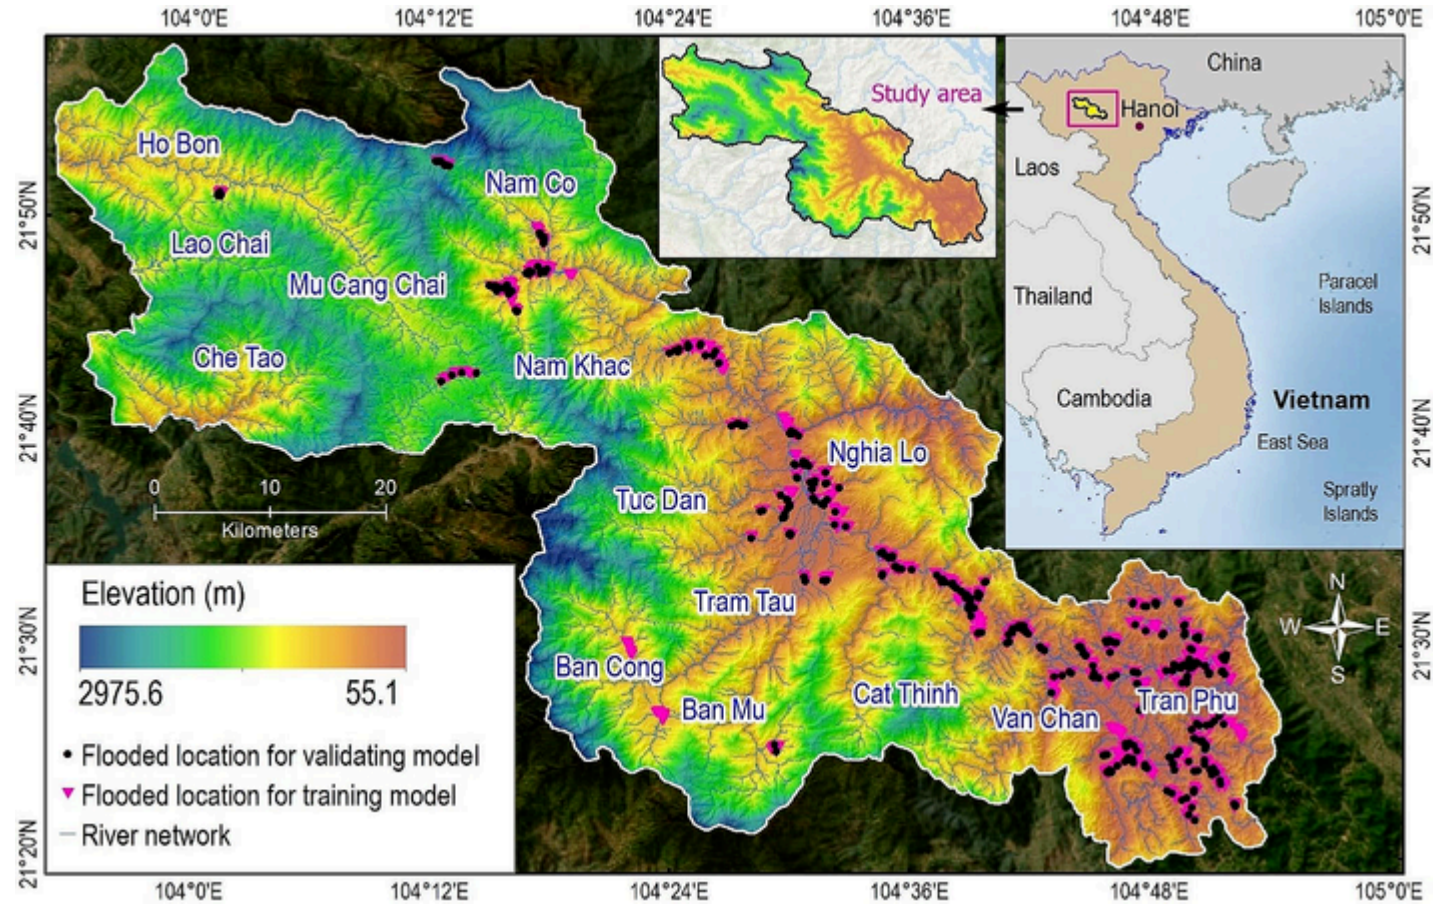 104°0'E 104°12'E 104°24'E 104°36'E 104°48'E 105°0'E
China
Study area
Hanoi
Ho Bon
Laos
Nam Co
21°50'N
21°50'N
Lao Chai
Mu Cang Chai
Paracel
Islands
Thailand
Che Tao
Nam Khac
Cambodia
Vietnam
21°40'N
21°40'N
East Sea
Nghia Lo
0 10 20
Kilometers
Tuc Dan
Spratly
Islands
Elevation (m)
2975.6 55.1
Tram Tau
N
W E
S
21°30'N
21°30'N
Ban Cong
Ban Mu
Cat Thinh
Van Chan
Tran Phu
Flooded location for validating model
Flooded location for training model
River network
21°20'N
21°20'N
104°0'E 104°12'E 104°24'E 104°36'E 104°48'E 105°0'E